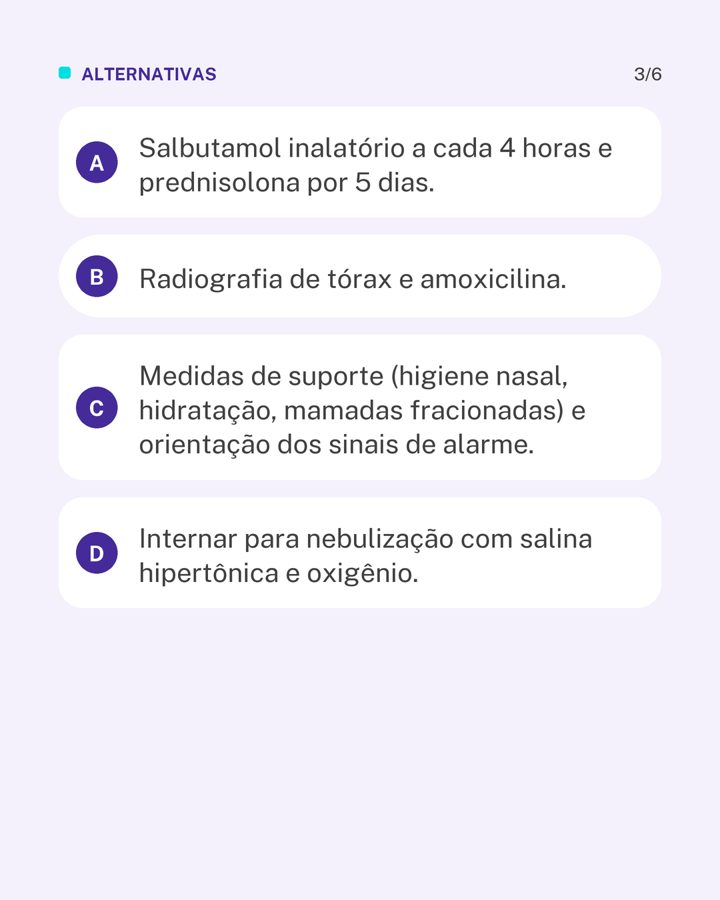 ALTERNATIVAS
3/6
A
Salbutamol inalatório a cada 4 horas e
prednisolona por 5 dias.
B
Radiografia de tórax e amoxicilina.
C
Medidas de suporte (higiene nasal,
hidratação, mamadas fracionadas) e
orientação dos sinais de alarme.
D
Internar para nebulização com salina
hipertônica e oxigênio.